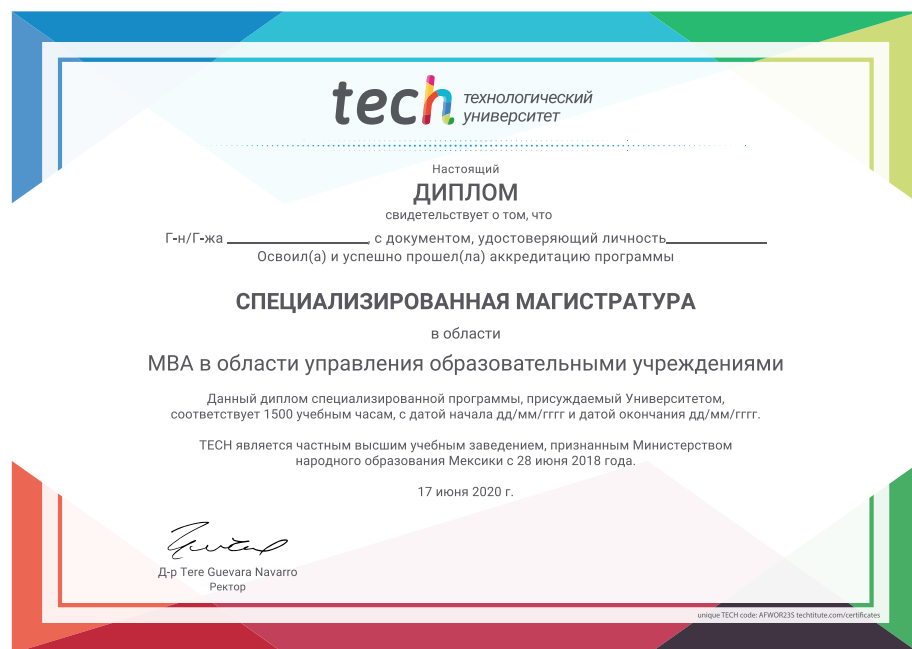 tech технологический
университет
Настоящий
ДИПЛОМ
свидетельствует о том, что
Г-н/Г-жа ____________________, с документом, удостоверяющий личность______________
Освоил(а) и успешно прошел(ла) аккредитацию программы
СПЕЦИАЛИЗИРОВАННАЯ МАГИСТРАТУРА
в области
МВА в области управления образовательными учреждениями
Данный диплом специализированной программы, присуждаемый Университетом,
соответствует 1500 учебным часам, с датой начала дд/мм/гггг и датой окончания дд/мм/гггг.
ТЕСН является частным высшим учебным заведением, признанным Министерством
народного образования Мексики с 28 июня 2018 года.
17 июня 2020 г.
Д-р Tere Guevara Navarro
Ректор
unique TECH code: AFWOR23S techtitute.com/certificates